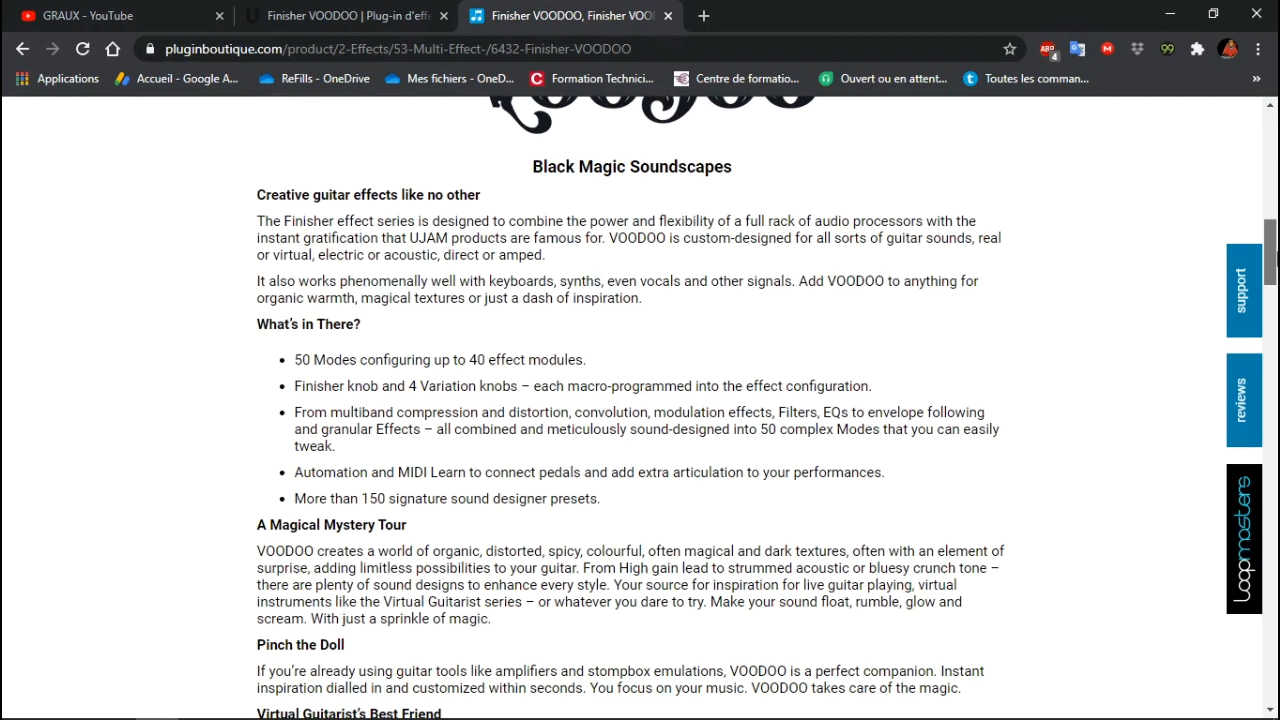 GRAUX - YouTube
Finisher VOODOO | Plug-in d'eff
Finisher VOODOO, Finisher VOO
pluginboutique.com/product/2-Effects/53-Multi-Effect-/6432-Finisher-VOODOO
ABP
4
M
99
Applications
Accueil - Google A...
ReFills - OneDrive
Mes fichiers - OneD...
C
Formation Technici...
Centre de formatio...
Ouvert ou en attent...
t
Toutes les comman...
»
VOODOO
Black Magic Soundscapes
Creative guitar effects like no other
The Finisher effect series is designed to combine the power and flexibility of a full rack of audio processors with the
instant gratification that UJAM products are famous for. VOODOO is custom-designed for all sorts of guitar sounds, real
or virtual, electric or acoustic, direct or amped.
It also works phenomenally well with keyboards, synths, even vocals and other signals. Add VOODOO to anything for
organic warmth, magical textures or just a dash of inspiration.
What's in There?
• 50 Modes configuring up to 40 effect modules.
• Finisher knob and 4 Variation knobs – each macro-programmed into the effect configuration.
• From multiband compression and distortion, convolution, modulation effects, Filters, EQs to envelope following
and granular Effects – all combined and meticulously sound-designed into 50 complex Modes that you can easily
tweak.
• Automation and MIDI Learn to connect pedals and add extra articulation to your performances.
• More than 150 signature sound designer presets.
A Magical Mystery Tour
VOODOO creates a world of organic, distorted, spicy, colourful, often magical and dark textures, often with an element of
surprise, adding limitless possibilities to your guitar. From High gain lead to strummed acoustic or bluesy crunch tone –
there are plenty of sound designs to enhance every style. Your source for inspiration for live guitar playing, virtual
instruments like the Virtual Guitarist series – or whatever you dare to try. Make your sound float, rumble, glow and
scream. With just a sprinkle of magic.
Pinch the Doll
If you're already using guitar tools like amplifiers and stompbox emulations, VOODOO is a perfect companion. Instant
inspiration dialled in and customized within seconds. You focus on your music. VOODOO takes care of the magic.
Virtual Guitarist's Best Friend
support
reviews
loopmasters